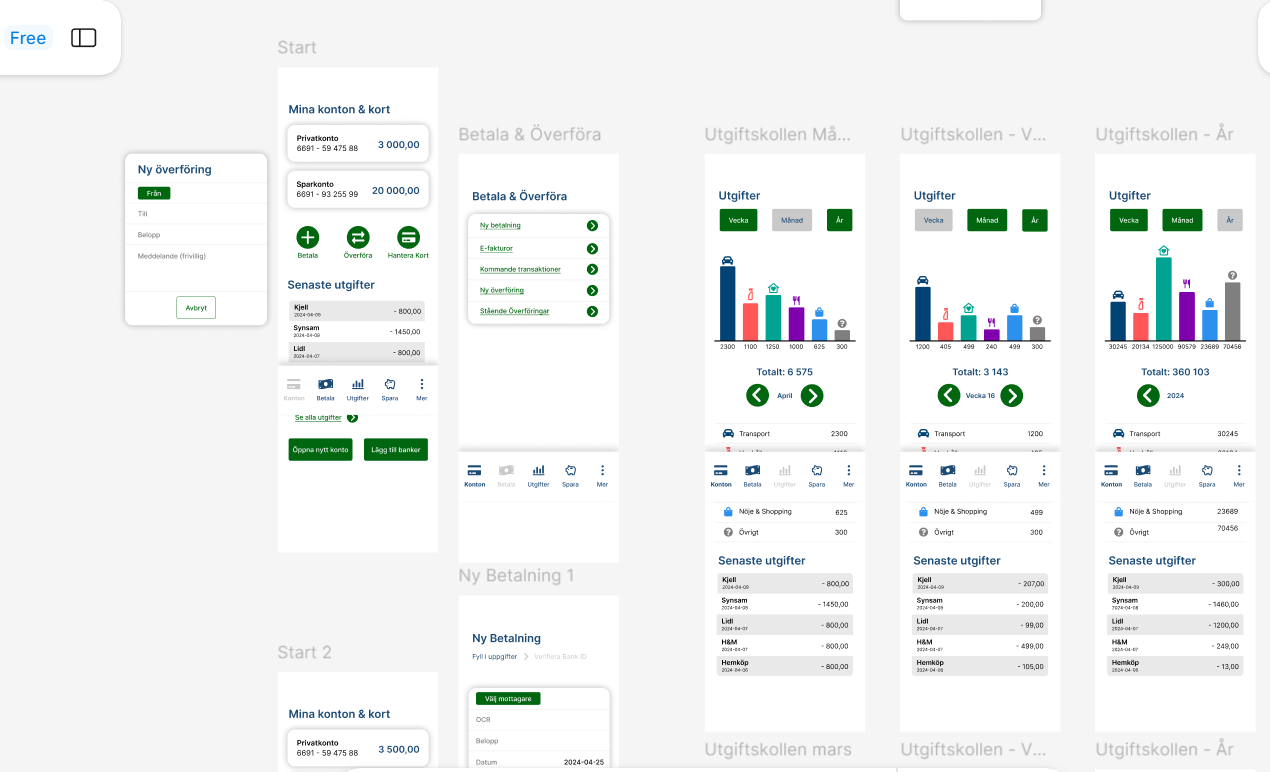 Free
Start
Mina konton & kort
Privatkonto
6691 - 59 475 88
3 000,00
Sparkonto
6691 - 93 255 99
20 000,00
Betala
Överföra
Hantera Kort
Senaste utgifter
Kjell
- 800,00
Synsam
2024-04-08
- 1450,00
Lidl
2024-04-07
- 800,00
Konton
Betala
Utgifter
Spara
Mer
Se alla utgifter
Öppna nytt konto
Lägg till banker
Ny överföring
Från
Till
Belopp
Meddelande (frivillig)
Avbryt
Start 2
Mina konton & kort
Privatkonto
6691 - 59 475 88
3 500,00
Betala & Överföra
Betala & Överföra
Ny betalning
E-fakturor
Kommande transaktioner
Ny överföring
Stående Överföringar
Konton
Betala
Utgifter
Spara
Mer
Ny Betalning 1
Ny Betalning
Fyll i uppgifter
Verifiera Bank ID
Välj mottagare
OCR
Belopp
Datum
2024-04-25
Utgiftskollen Må...
Utgifter
Vecka
Månad
År
2300 1100 1250 1000 625 300
Totalt: 6 575
April
Transport
2300
Konton
Betala
Utgifter
Spara
Mer
Nöje & Shopping
625
Övrigt
300
Senaste utgifter
Kjell
2024-04-09
- 800,00
Synsam
2024-04-08
- 1450,00
Lidl
2024-04-07
- 800,00
H&M
2024-04-07
- 800,00
Hemköp
2024-04-06
- 800,00
Utgiftskollen mars
Utgiftskollen - V...
Utgifter
Vecka
Månad
År
1200 405 499 240 499 300
Totalt: 3 143
Vecka 16
Transport
1200
Konton
Betala
Utgifter
Spara
Mer
Nöje & Shopping
499
Övrigt
300
Senaste utgifter
Kjell
2024-04-09
- 207,00
Synsam
2024-04-08
- 200,00
Lidl
2024-04-07
- 99,00
H&M
2024-04-07
- 499,00
Hemköp
2024-04-06
- 105,00
Utgiftskollen - V...
Utgiftskollen - År
Utgifter
Vecka
Månad
År
30245 20134 125000 90579 23689 70456
Totalt: 360 103
2024
Transport
30245
Konton
Betala
Utgifter
Spara
Mer
Nöje & Shopping
23689
Övrigt
70456
Senaste utgifter
Kjell
- 300,00
Synsam
2024-04-08
- 1460,00
Lidl
2024-04-07
- 1200,00
H&M
2024-04-07
- 249,00
Hemköp
- 13,00
Utgiftskollen - År